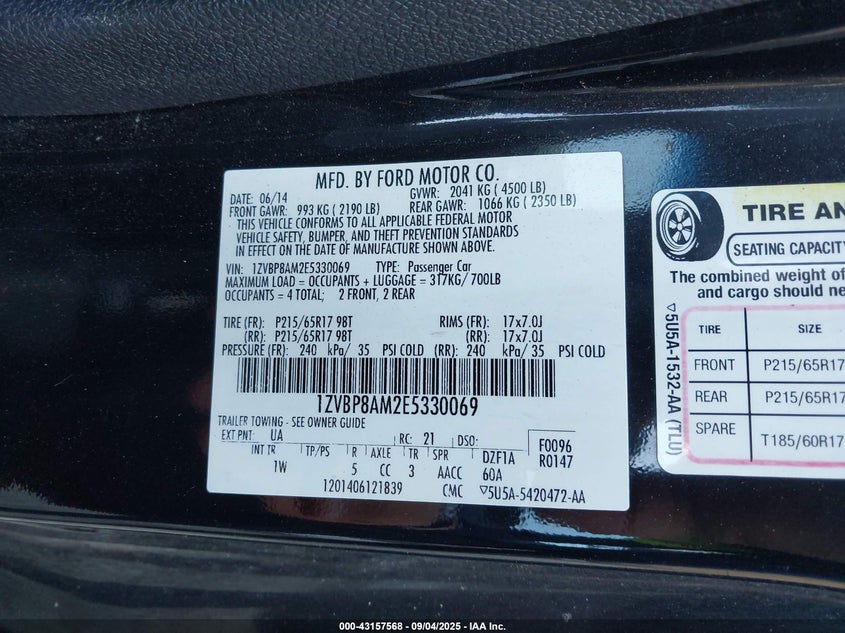 MFD. BY FORD MOTOR CO.
DATE: 06/14 GVWR: 2041 KG ( 4500 LB)
FRONT GAWR: 993 KG ( 2190 LB) REAR GAWR: 1066 KG ( 2350 LB)
THIS VEHICLE CONFORMS TO ALL APPLICABLE FEDERAL MOTOR
VEHICLE SAFETY, BUMPER, AND THEFT PREVENTION STANDARDS
IN EFFECT ON THE DATE OF MANUFACTURE SHOWN ABOVE.
VIN: 1ZVBP8AM2E5330069 TYPE: Passenger Car
MAXIMUM LOAD = OCCUPANTS + LUGGAGE = 317KG/ 700LB
OCCUPANTS = 4 TOTAL; 2 FRONT, 2 REAR
TIRE (FR): P215/65R17 98T RIMS (FR): 17x7.0J
(RR): P215/65R17 98T (RR): 17x7.0J
PRESSURE (FR): 240 kPa/ 35 PSI COLD (RR): 240 kPa/ 35 PSI COLD
1ZVBP8AM2E5330069
TRAILER TOWING - SEE OWNER GUIDE
EXT PNT: UA RC: 21 DSO: F0096
R0147
INT TR TP/PS R AXLE TR SPR DZF1A
1W 5 CC 3 AACC 60A
1201406121839 CMC ▽5U5A-5420472-AA
TIRE AN
SEATING CAPACITY
The combined weight of
and cargo should ne
TIRE SIZE
FRONT P215/65R17
REAR P215/65R17
SPARE T185/60R17
▽5U5A-1532-AA (TLU)
000-43157568 - 09/04/2025 - IAA Inc.